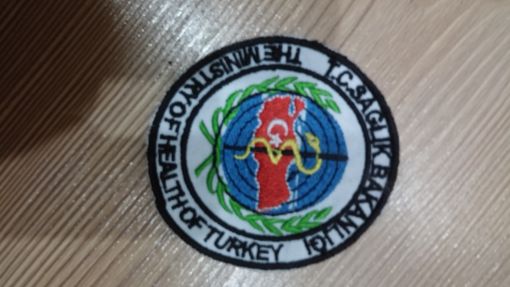 T.C. SAĞLIK BAKANLIĞI
THE MINISTRY OF HEALTH OF TURKEY